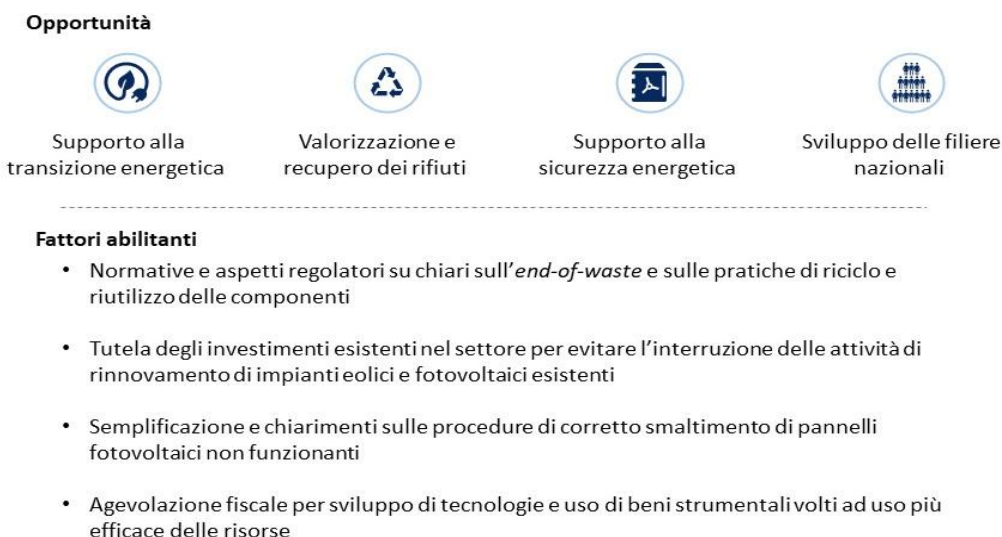 Opportunità
Supporto alla
transizione energetica
Valorizzazione e
recupero dei rifiuti
Supporto alla
sicurezza energetica
Sviluppo delle filiere
nazionali
Fattori abilitanti
• Normative e aspetti regolatori su chiari sull'end-of-waste e sulle pratiche di riciclo e
riutilizzo delle componenti
• Tutela degli investimenti esistenti nel settore per evitare l'interruzione delle attività di
rinnovamento di impianti eolici e fotovoltaici esistenti
• Semplificazione e chiarimenti sulle procedure di corretto smaltimento di pannelli
fotovoltaici non funzionanti
• Agevolazione fiscale per sviluppo di tecnologie e uso di beni strumentali volti ad uso più
efficace delle risorse